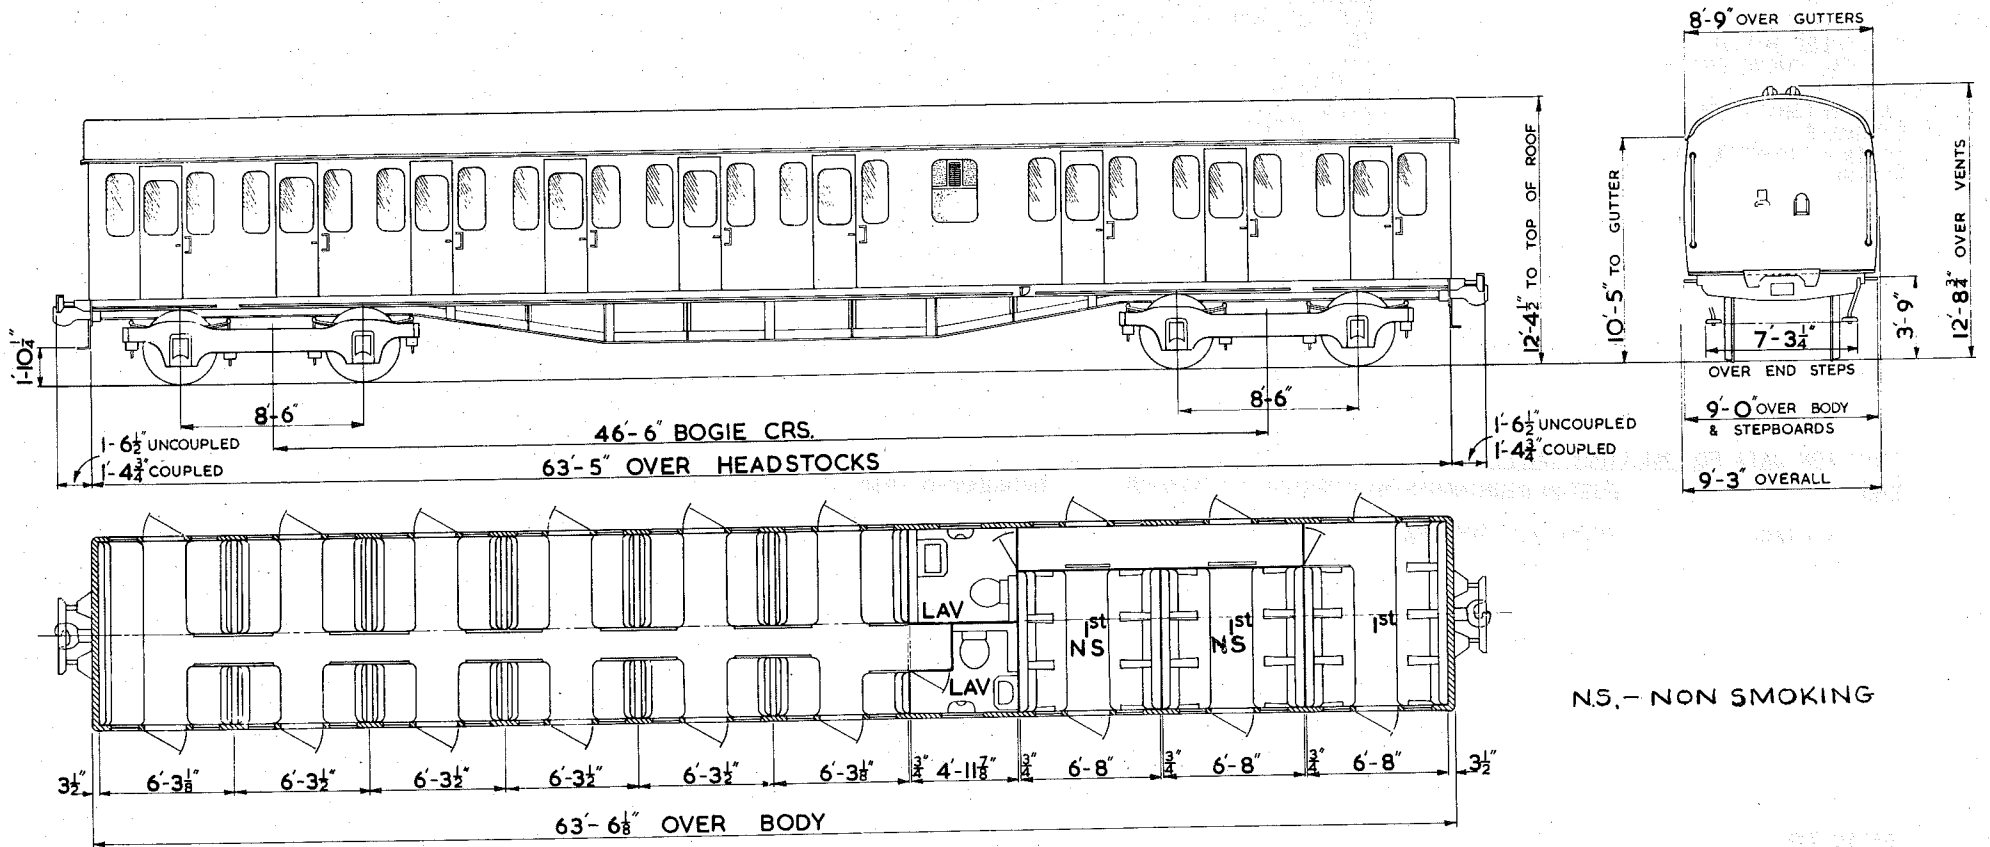 8'-9" OVER GUTTERS
12'-4½" TO TOP OF ROOF
10'-5" TO GUTTER
12'-8¾" OVER VENTS
3'-9"
7'-3¼"
OVER END STEPS
9'-0" OVER BODY
& STEPBOARDS
9'-3" OVERALL
1'-10¼"
8'-6"
8'-6"
46'-6" BOGIE CRS.
63'-5" OVER HEADSTOCKS
1'-6½" UNCOUPLED
1'-4¾" COUPLED
1'-6½" UNCOUPLED
1'-4¾" COUPLED
LAV
LAV
1st
NS
1st
NS
1st
N.S. – NON SMOKING
3½" 6'-3⅛" 6'-3½" 6'-3½" 6'-3½" 6'-3½" 6'-3⅛" ¾" 4'-11⅞" ¾" 6'-8" ¾" 6'-8" ¾" 6'-8" 3½"
63'-6⅛" OVER BODY